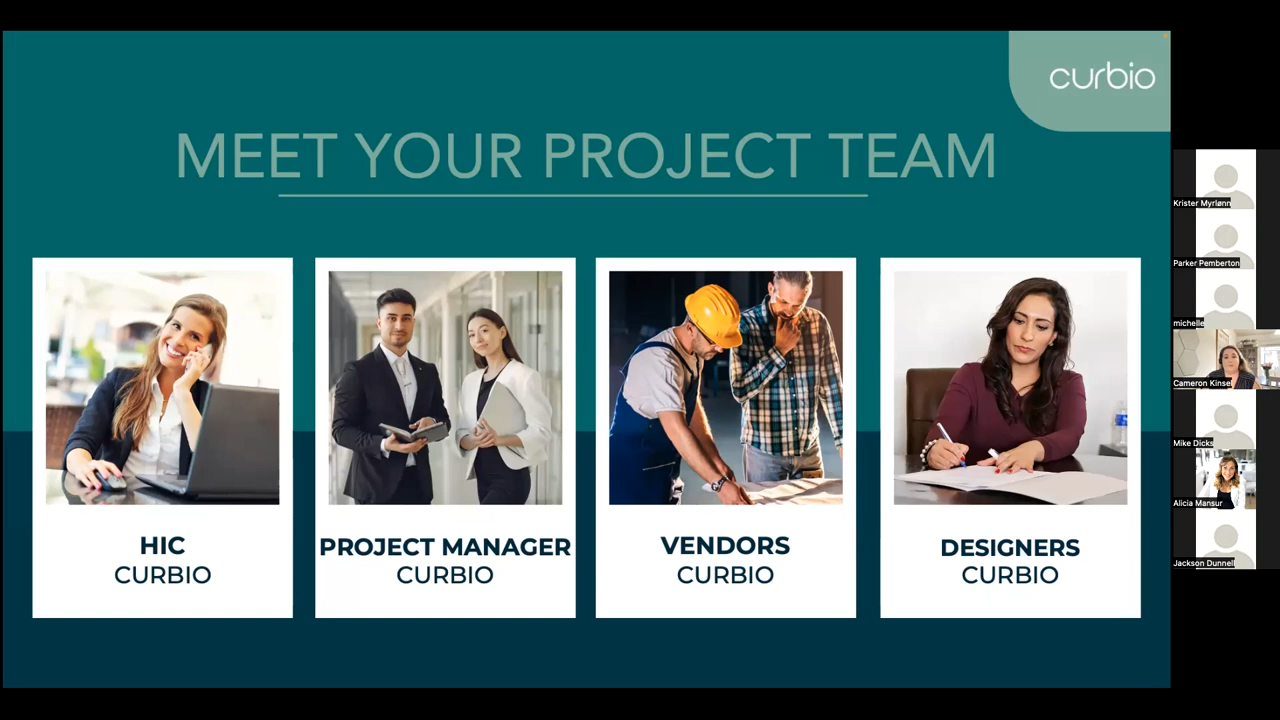 curbio
MEET YOUR PROJECT TEAM
HIC
CURBIO
PROJECT MANAGER
CURBIO
VENDORS
CURBIO
DESIGNERS
CURBIO
Krister Myrlønn
Parker Pemberton
michelle
Cameron Kinsel
Mike Dicks
Alicia Mansur
Jackson Dunnell